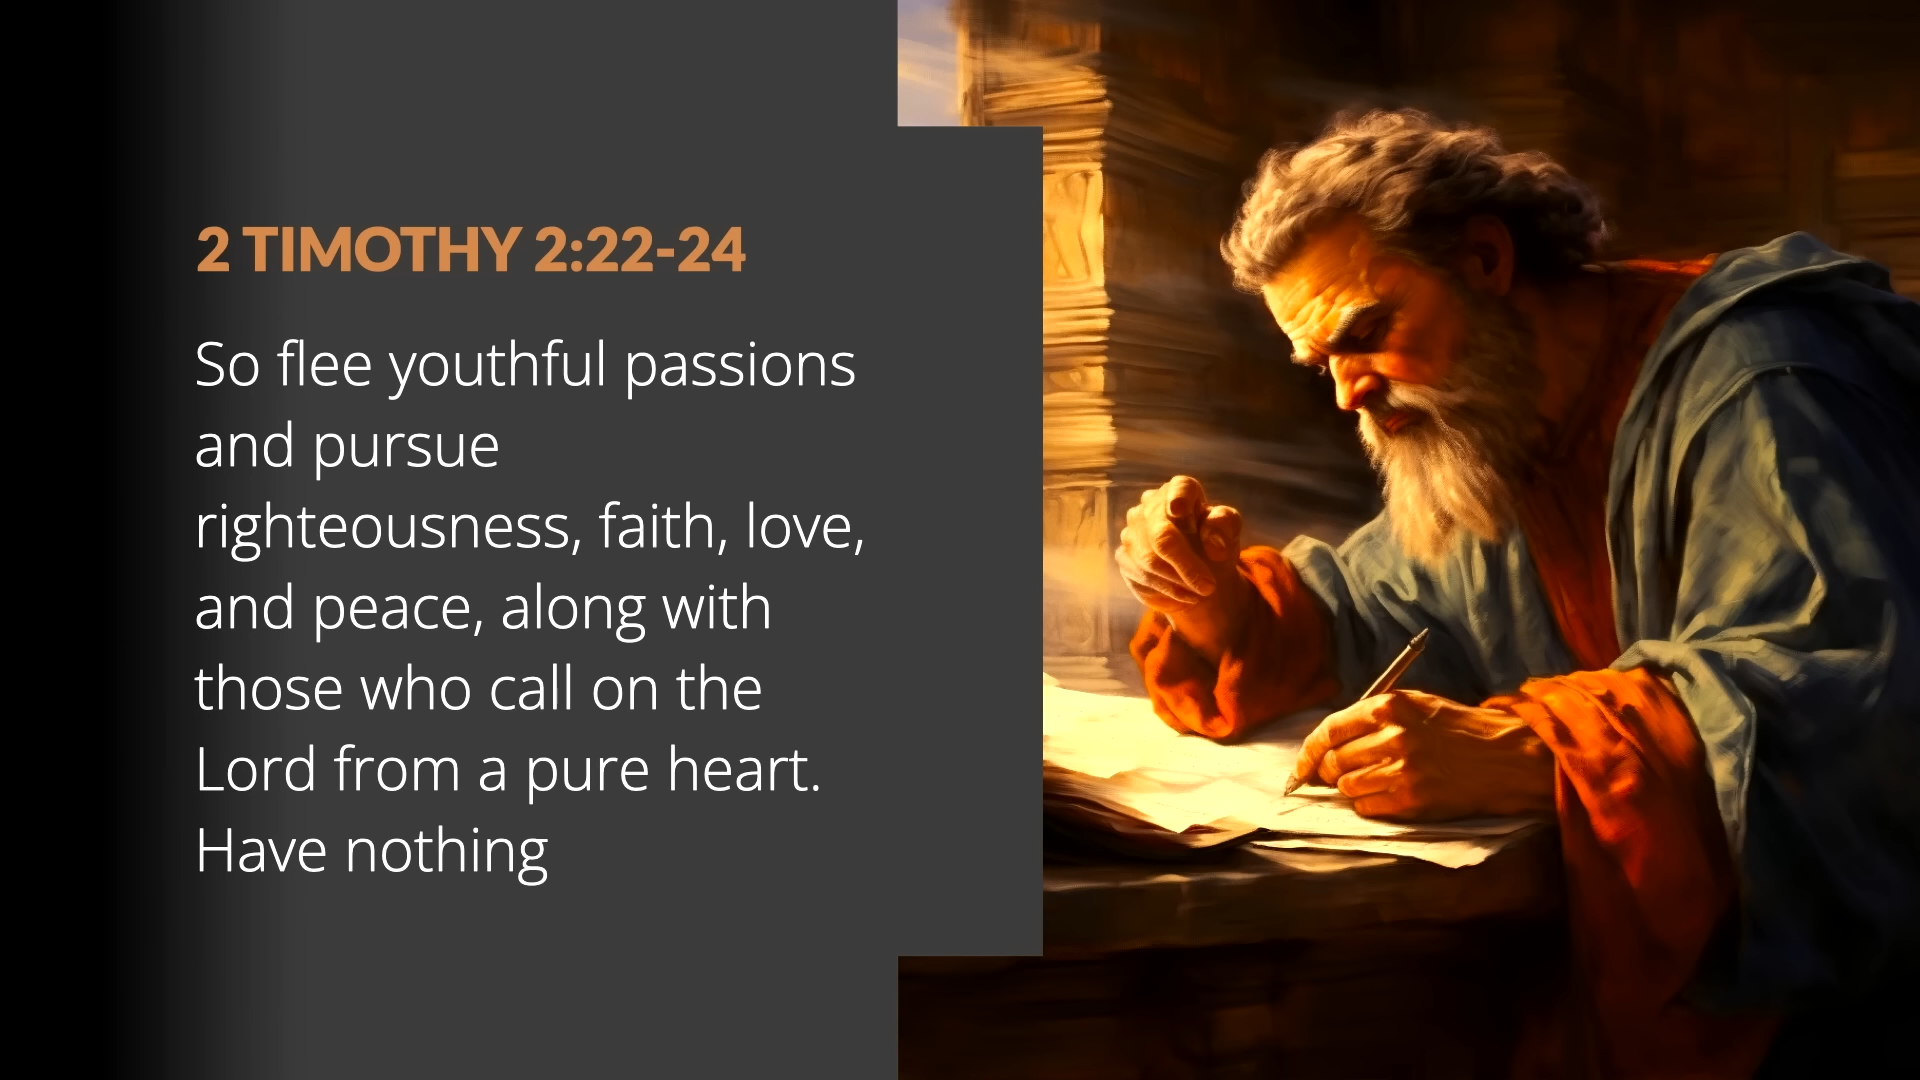 2 TIMOTHY 2:22-24
So flee youthful passions
and pursue
righteousness, faith, love,
and peace, along with
those who call on the
Lord from a pure heart.
Have nothing